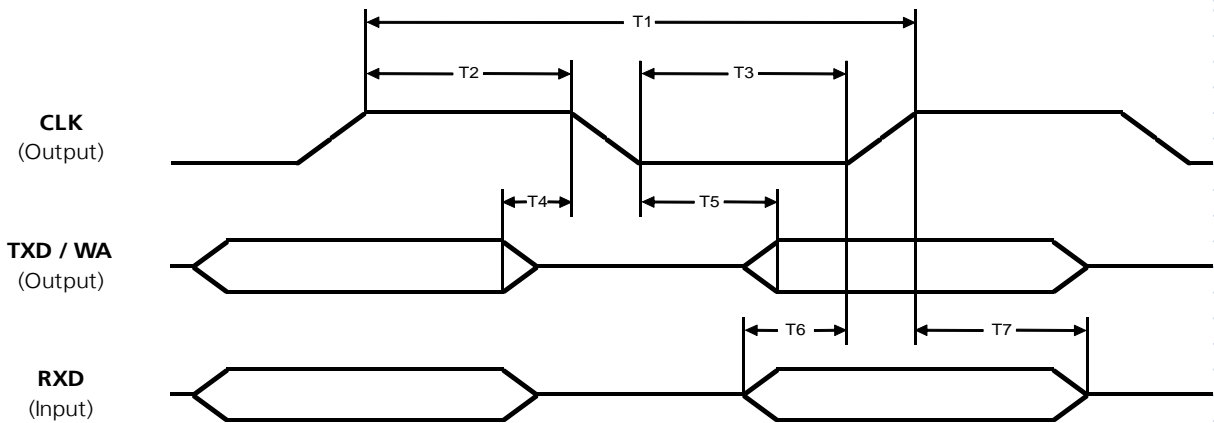 T1
T2
T3
CLK
(Output)
T4
T5
TXD / WA
(Output)
T6
T7
RXD
(Input)